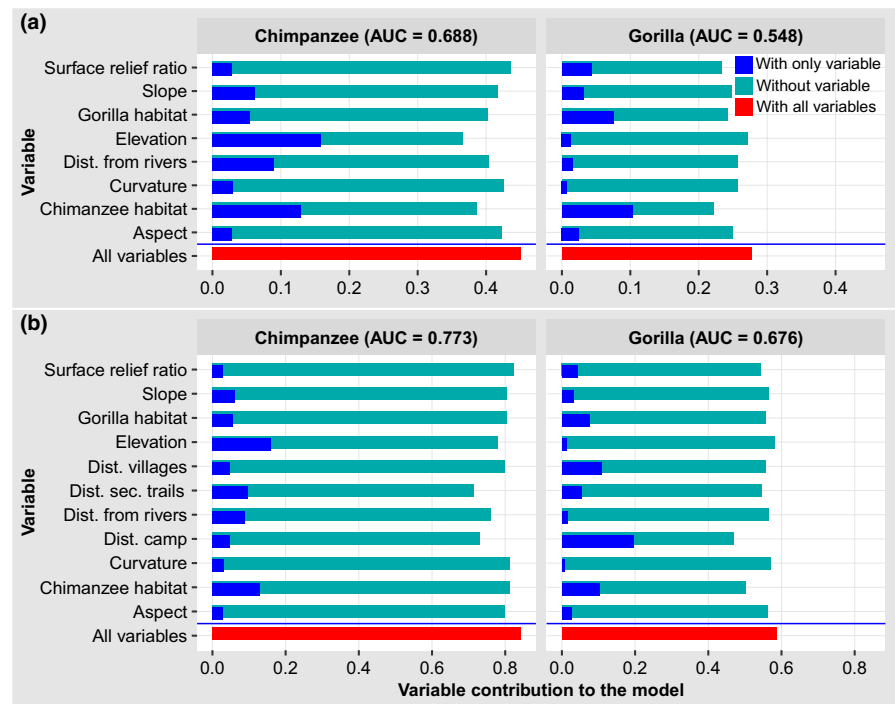 (a)
Chimpanzee (AUC = 0.688)
Gorilla (AUC = 0.548)
With only variable
Without variable
With all variables
Variable
Surface relief ratio
Slope
Gorilla habitat
Elevation
Dist. from rivers
Curvature
Chimanzee habitat
Aspect
All variables
0.0 0.1 0.2 0.3 0.4
0.0 0.1 0.2 0.3 0.4
(b)
Chimpanzee (AUC = 0.773)
Gorilla (AUC = 0.676)
Variable
Surface relief ratio
Slope
Gorilla habitat
Elevation
Dist. villages
Dist. sec. trails
Dist. from rivers
Dist. camp
Curvature
Chimanzee habitat
Aspect
All variables
0.0 0.2 0.4 0.6 0.8
0.0 0.2 0.4 0.6 0.8
Variable contribution to the model